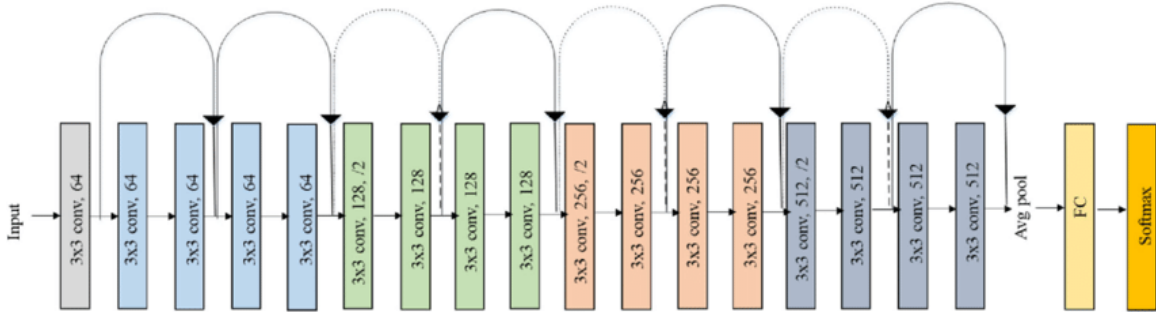 Input
3x3 conv, 64
3x3 conv, 64
3x3 conv, 64
3x3 conv, 64
3x3 conv, 64
3x3 conv, 128, /2
3x3 conv, 128
3x3 conv, 128
3x3 conv, 128
3x3 conv, 256, /2
3x3 conv, 256
3x3 conv, 256
3x3 conv, 256
3x3 conv, 512, /2
3x3 conv, 512
3x3 conv, 512
3x3 conv, 512
Avg pool
FC
Softmax